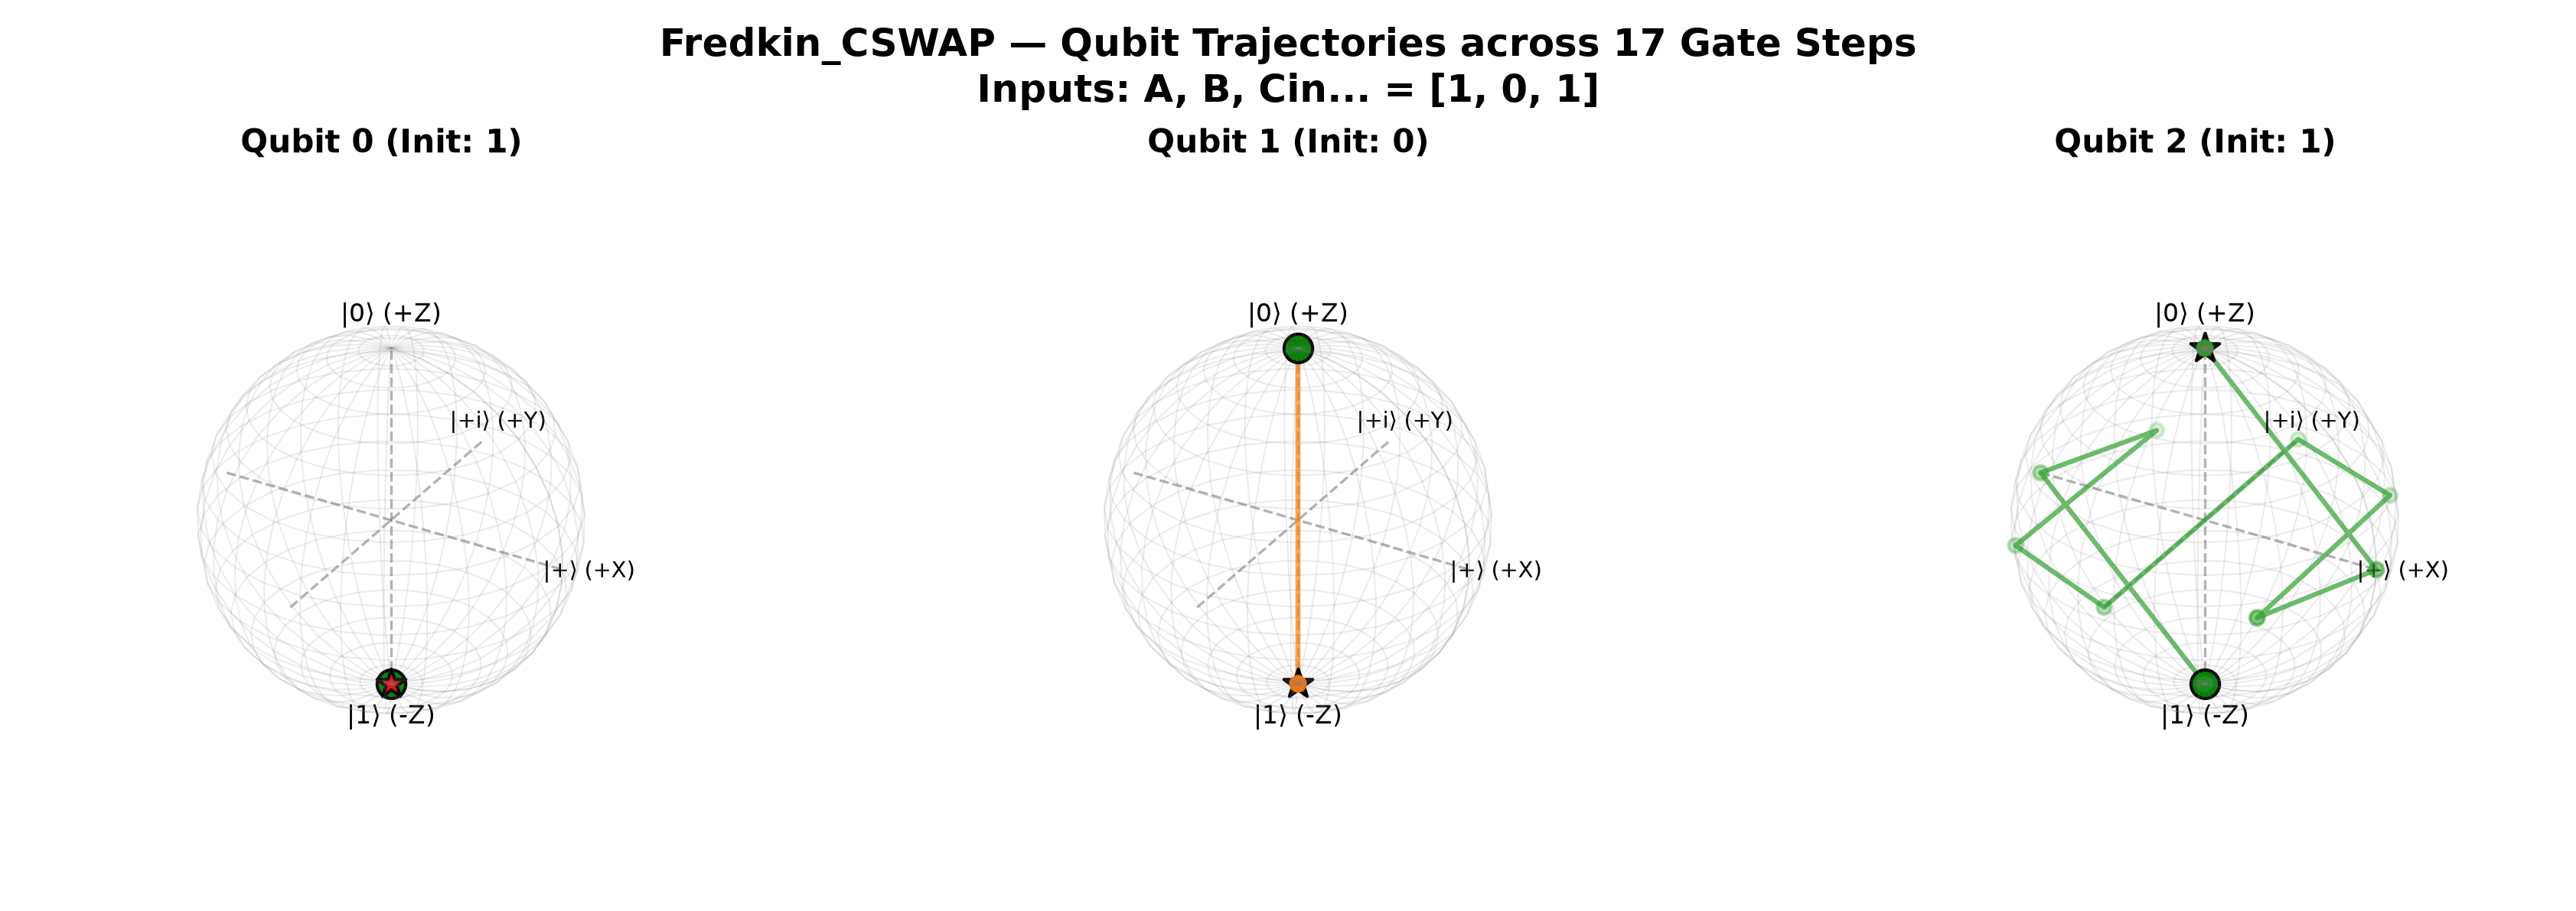 Fredkin_CSWAP — Qubit Trajectories across 17 Gate Steps
Inputs: A, B, Cin... = [1, 0, 1]
Qubit 0 (Init: 1)
|0⟩ (+Z)
|+i⟩ (+Y)
|+⟩ (+X)
|1⟩ (-Z)
Qubit 1 (Init: 0)
|0⟩ (+Z)
|+i⟩ (+Y)
|+⟩ (+X)
|1⟩ (-Z)
Qubit 2 (Init: 1)
|0⟩ (+Z)
|+i⟩ (+Y)
|+⟩ (+X)
|1⟩ (-Z)